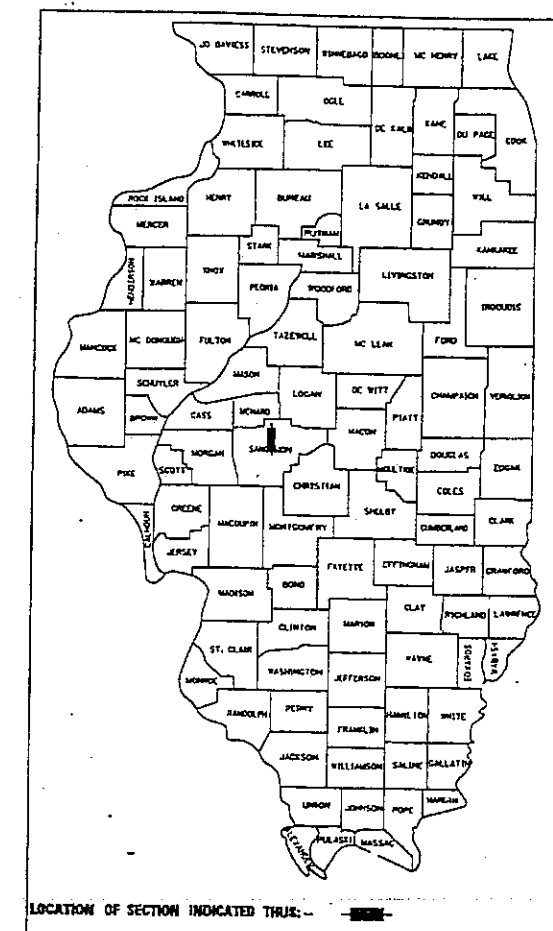 JO DAVIESS STEVENSON WINNEBAGO BOONE MC HENRY LAKE
CARROLL OGLE DE KALB KANE DU PAGE COOK
WHITESIDE LEE KENDALL WILL
ROCK ISLAND HENRY BUREAU LA SALLE GRUNDY
MERCER PUTNAM KANKAKEE
STARK MARSHALL
HENDERSON WARREN KNOX PEORIA WOODFORD LIVINGSTON IROQUOIS
HANCOCK MC DONOUGH FULTON TAZEWELL MC LEAN FORD
MASON
SCHUYLER LOGAN DE WITT CHAMPAIGN VERMILION
ADAMS BROWN CASS MENARD PIATT
MACON
MORGAN SANGAMON DOUGLAS EDGAR
PIKE SCOTT CHRISTIAN MOULTRIE COLES
GREENE MACOUPIN MONTGOMERY SHELBY CUMBERLAND CLARK
CALHOUN JERSEY
FAYETTE EFFINGHAM JASPER CRAWFORD
MADISON BOND
CLAY RICHLAND LAWRENCE
CLINTON MARION
ST. CLAIR WAYNE EDWARDS WABASH
WASHINGTON JEFFERSON
MONROE
RANDOLPH PERRY HAMILTON WHITE
FRANKLIN
JACKSON WILLIAMSON SALINE GALLATIN
UNION JOHNSON POPE HARDIN
ALEXANDER PULASKI MASSAC
LOCATION OF SECTION INDICATED THUS:-